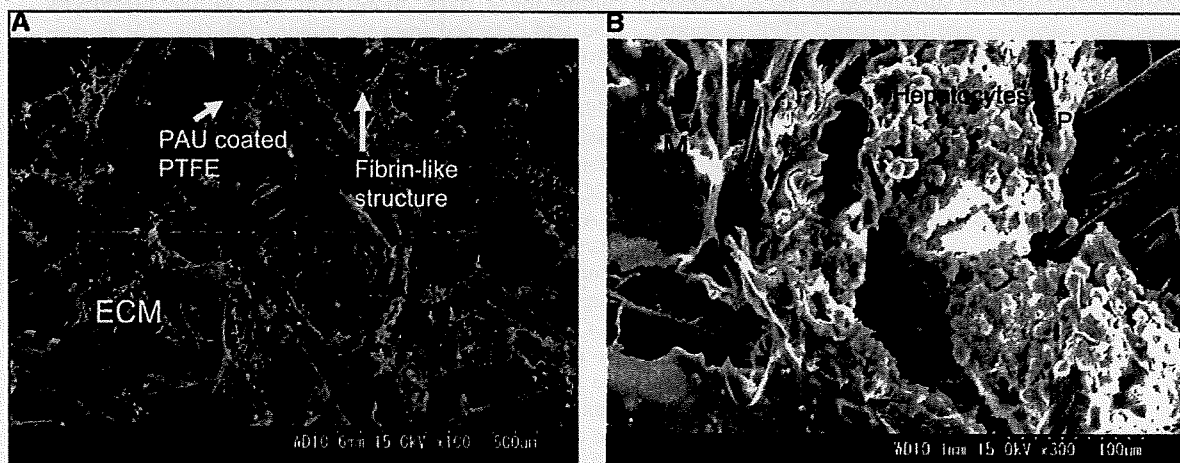 A
PAU coated
PTFE
Fibrin-like
structure
ECM
WD10.6mm 15.0kV x100 500um
B
Hepatocytes
M
P
WD10.1mm 15.0kV x300 100um